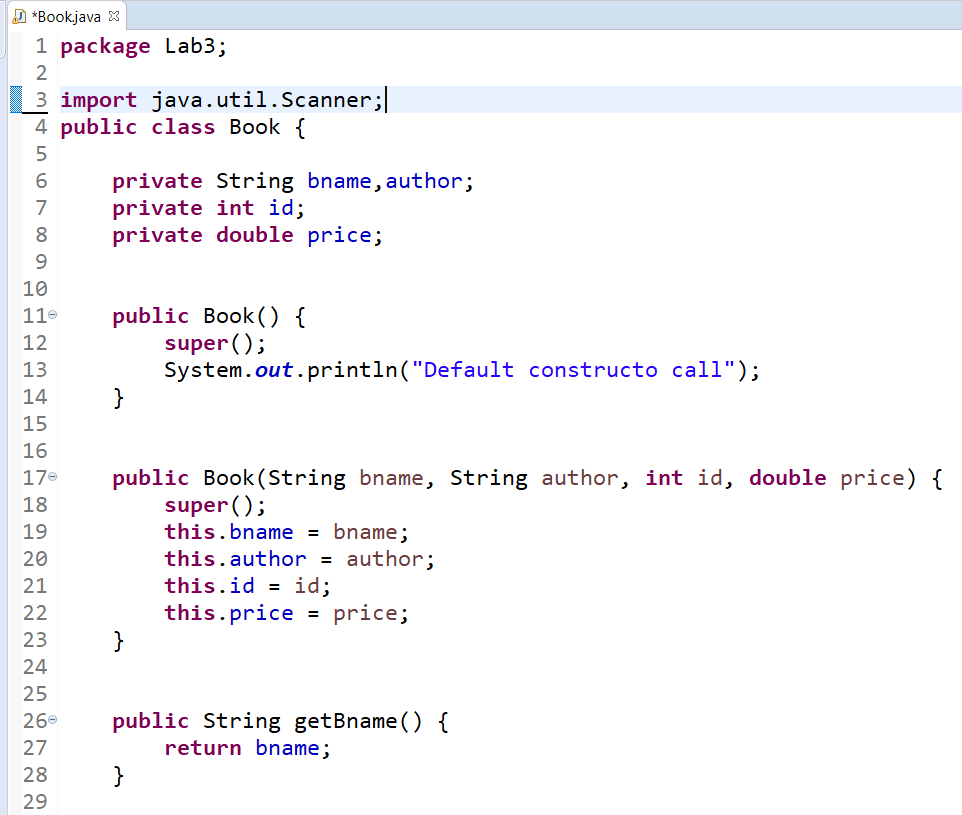 *Book.java
1 package Lab3;
2
3 import java.util.Scanner;
4 public class Book {
5
6     private String bname,author;
7     private int id;
8     private double price;
9
10
11     public Book() {
12         super();
13         System.out.println("Default constructo call");
14     }
15
16
17     public Book(String bname, String author, int id, double price) {
18         super();
19         this.bname = bname;
20         this.author = author;
21         this.id = id;
22         this.price = price;
23     }
24
25
26     public String getBname() {
27         return bname;
28     }
29